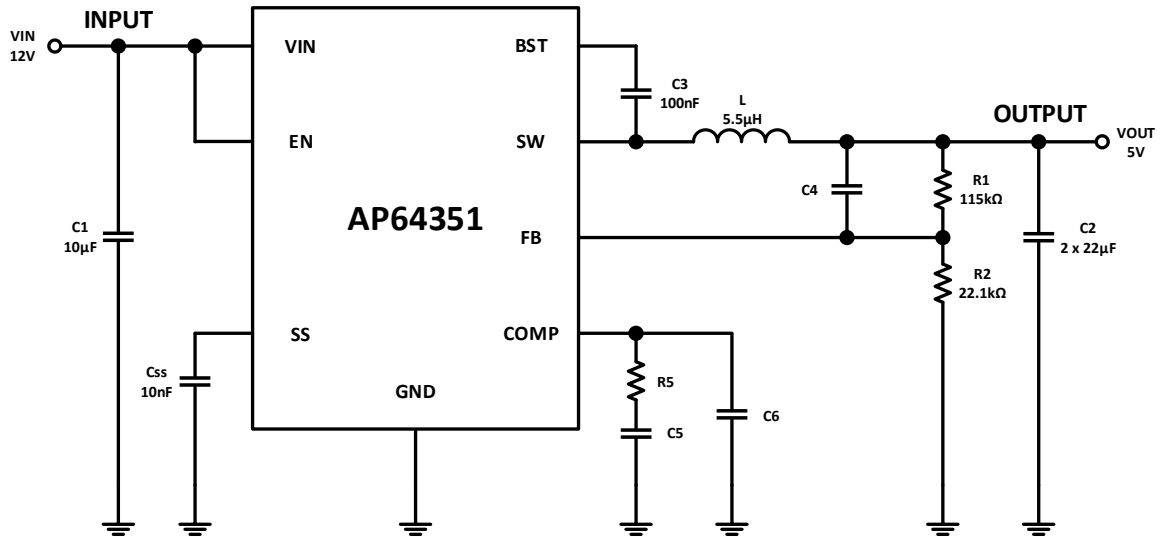 INPUT
VIN
12V
VIN
BST
C3
100nF
L
5.5µH
OUTPUT
VOUT
5V
EN
SW
C4
R1
115kΩ
AP64351
C1
10µF
FB
C2
2 x 22µF
R2
22.1kΩ
SS
COMP
Css
10nF
GND
R5
C5
C6